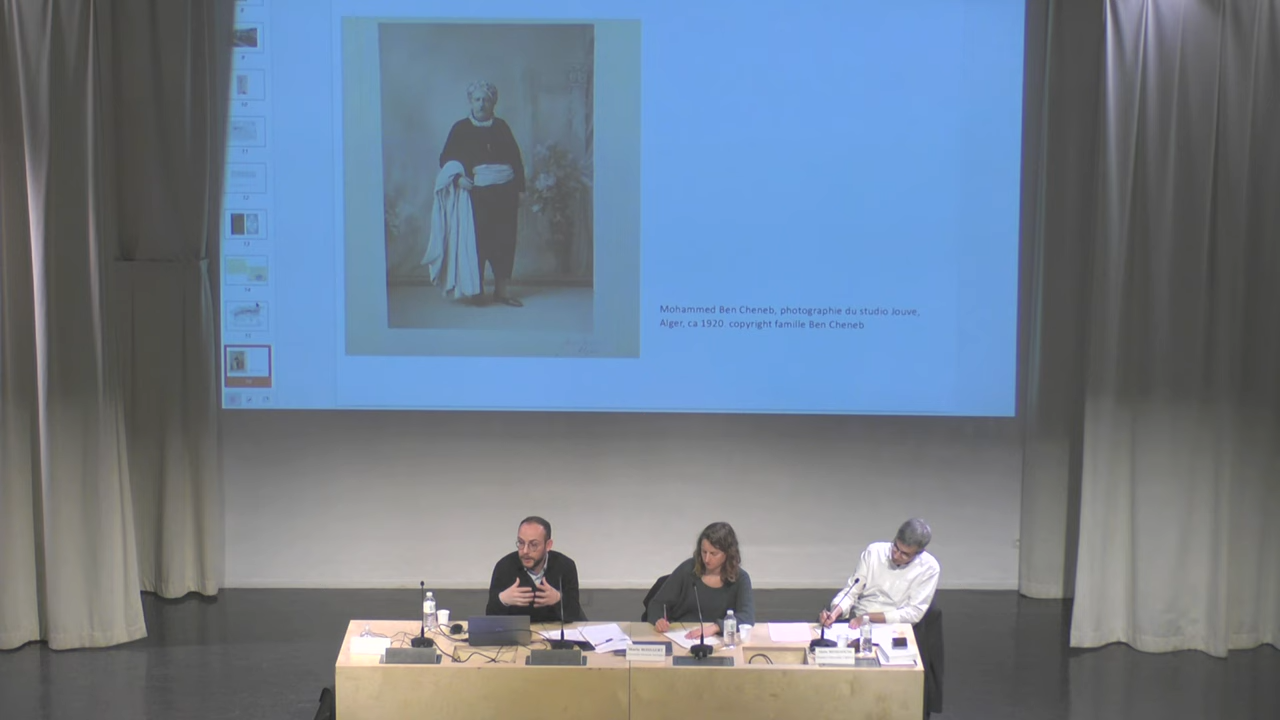 Mohammed Ben Cheneb, photographie du studio Jouve,
Alger, ca 1920 copyright famille Ben Cheneb